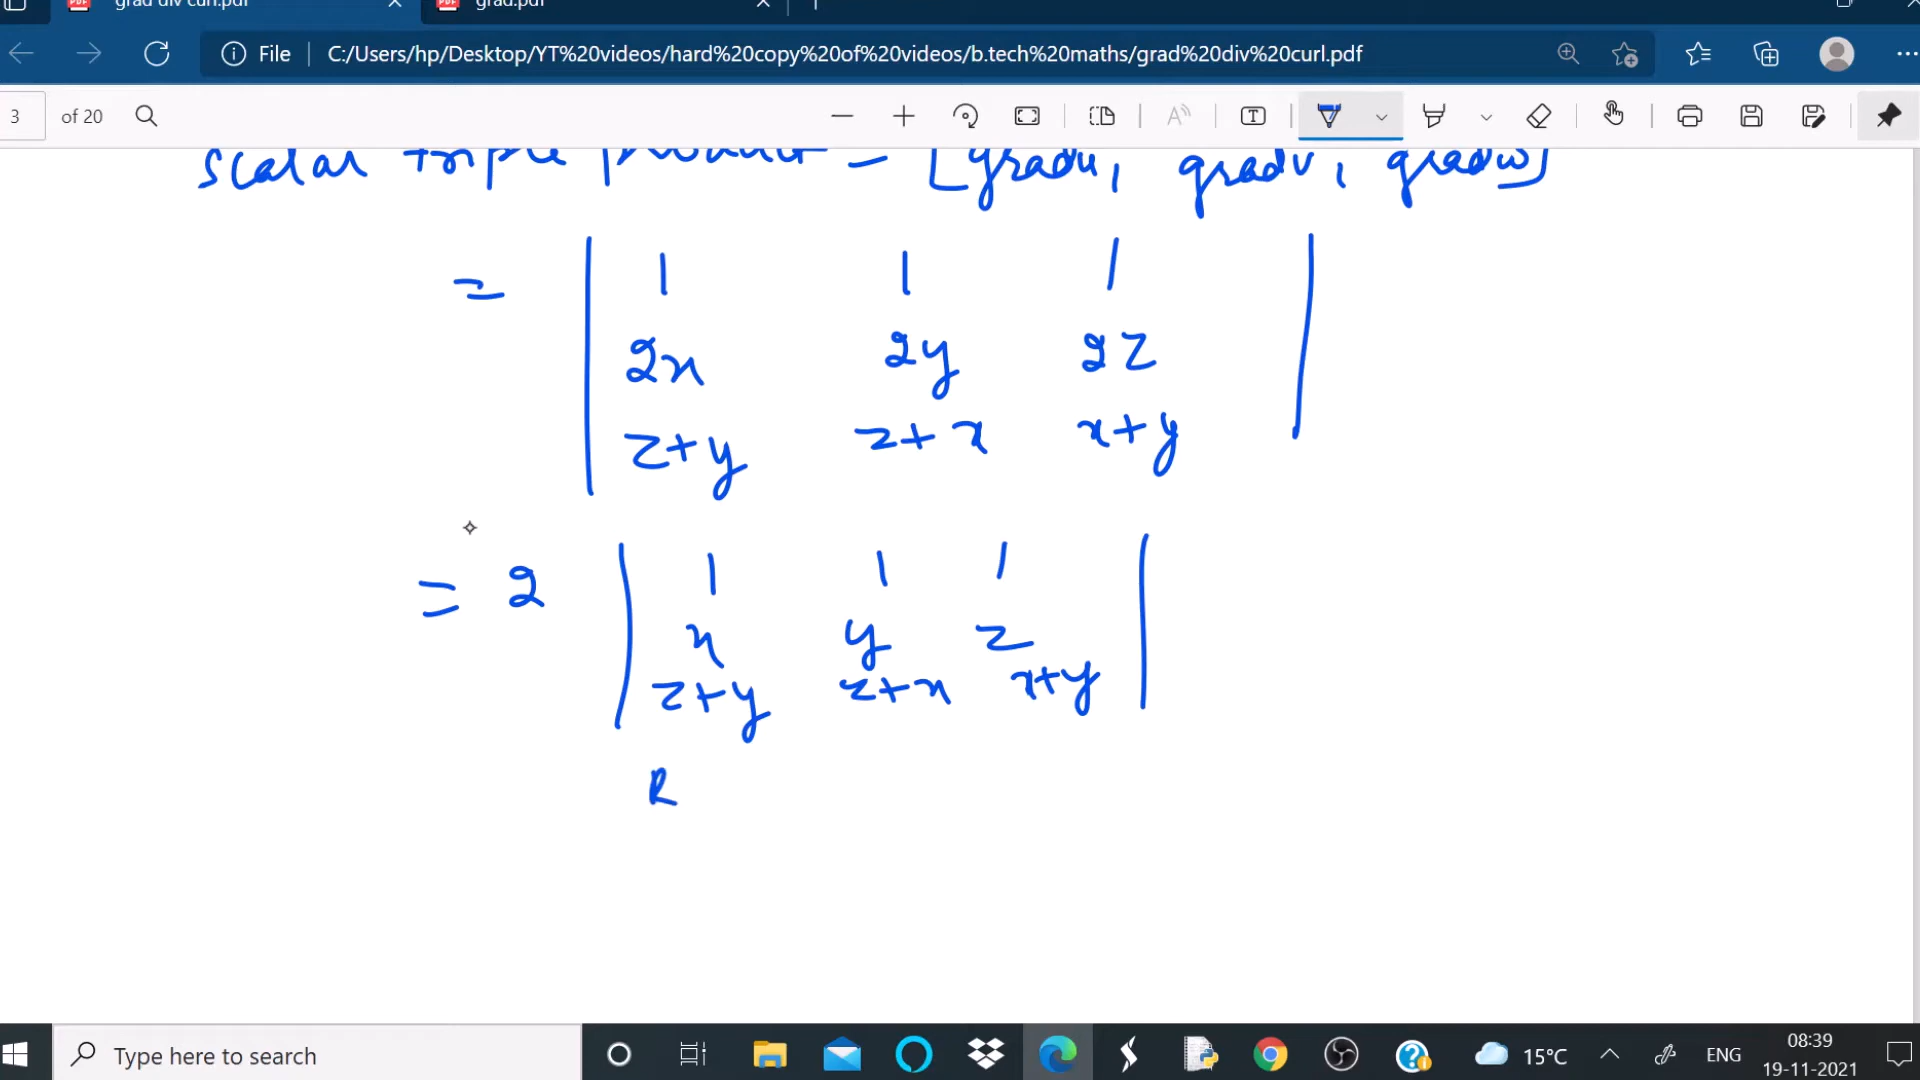 grad div curl.pdf grad.pdf
File C:/Users/hp/Desktop/YT%20videos/hard%20copy%20of%20videos/b.tech%20maths/grad%20div%20curl.pdf
3 of 20
scalar triple product = [gradu, gradv, gradw]
= | 1 1 1 |
2x 2y 2z
z+y z+x x+y
= 2 | 1 1 1 |
x y z
z+y z+x x+y
R
Type here to search
15°C ENG 08:39
19-11-2021